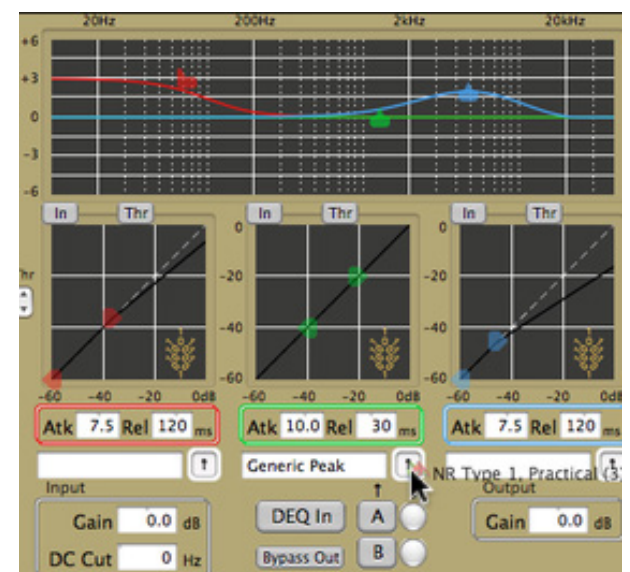 20Hz 200Hz 2kHz 20kHz
+6
+3
0
-3
-6
In Thr In Thr In Thr
0 0
-20 -20
-40 -40
-60 -60
-60 -40 -20 0dB -60 -40 -20 0dB -60 -40 -20 0dB
Atk 7.5 Rel 120 ms Atk 10.0 Rel 30 ms Atk 7.5 Rel 120
Generic Peak
NR Type 1, Practical (3)
Input Output
Gain 0.0 dB DEQ In A Gain 0.0 dB
DC Cut 0 Hz Bypass Out B